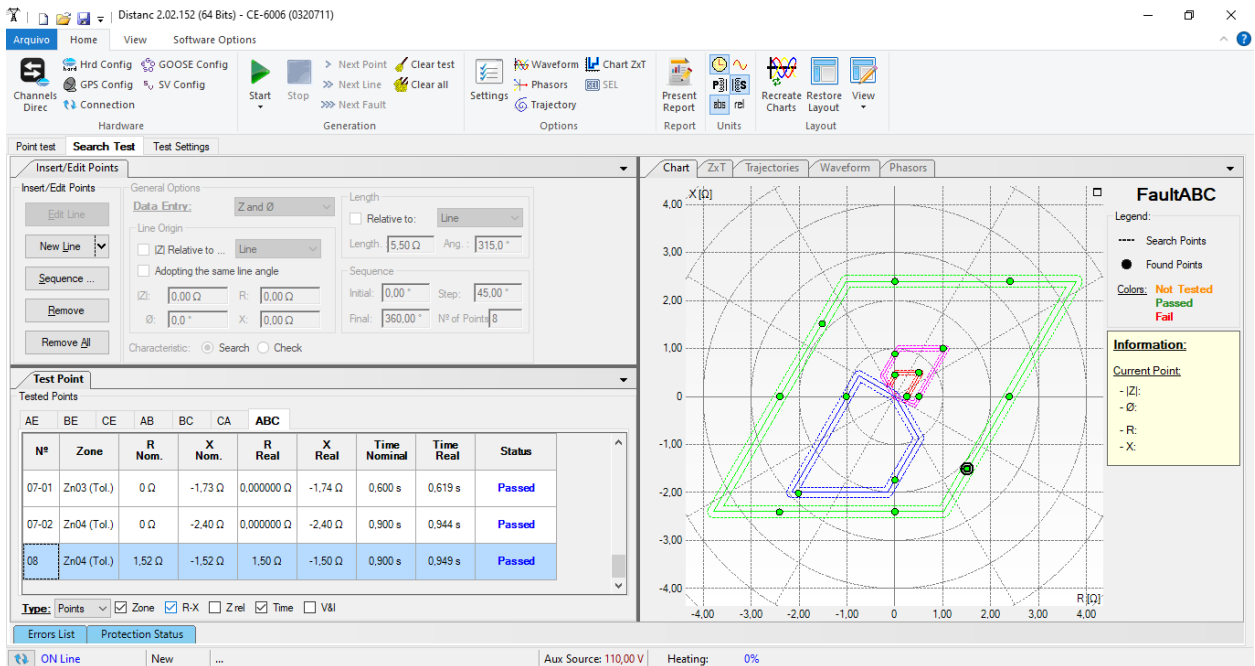 Distanc 2.02.152 (64 Bits) - CE-6006 (0320711)
Arquivo Home View Software Options
Channels Direc
Hrd Config GOOSE Config
GPS Config SV Config
Connection
Hardware
Start Stop
Next Point Clear test
Next Line Clear all
Next Fault
Generation
Settings
Waveform Chart ZxT
Phasors SEL
Trajectory
Options
Present Report
Report
abs rel
Units
Recreate Charts Restore Layout View
Layout
Point test Search Test Test Settings
Insert/Edit Points
Insert/Edit Points
Edit Line
New Line
Sequence ...
Remove
Remove All
General Options
Data Entry: Z and Ø
Line Origin
|Z| Relative to ... Line
Adopting the same line angle
|Z|: 0,00 Ω R: 0,00 Ω
Ø: 0,0 ° X: 0,00 Ω
Characteristic: Search Check
Length
Relative to: Line
Length. : 5,50 Ω Ang. : 315,0 °
Sequence
Initial: 0,00 ° Step: 45,00 °
Final: 360,00 ° Nº of Points 8
Test Point
Tested Points
AE BE CE AB BC CA ABC
Nº Zone R Nom. X Nom. R Real X Real Time Nominal Time Real Status
07-01 Zn03 (Tol.) 0 Ω -1,73 Ω 0,000000 Ω -1,74 Ω 0,600 s 0,619 s Passed
07-02 Zn04 (Tol.) 0 Ω -2,40 Ω 0,000000 Ω -2,40 Ω 0,900 s 0,944 s Passed
08 Zn04 (Tol.) 1,52 Ω -1,52 Ω 1,50 Ω -1,50 Ω 0,900 s 0,949 s Passed
Type: Points Zone R-X Z rel Time V&I
Chart ZxT Trajectories Waveform Phasors
X [Ω]
4,00
3,00
2,00
1,00
0
-1,00
-2,00
-3,00
-4,00
R [Ω]
-4,00 -3,00 -2,00 -1,00 0 1,00 2,00 3,00 4,00
FaultABC
Legend:
Search Points
Found Points
Colors: Not Tested
Passed
Fail
Information:
Current Point:
- |Z|:
- Ø:
- R:
- X:
Errors List Protection Status
ON Line New ... Aux Source: 110,00 V Heating: 0%